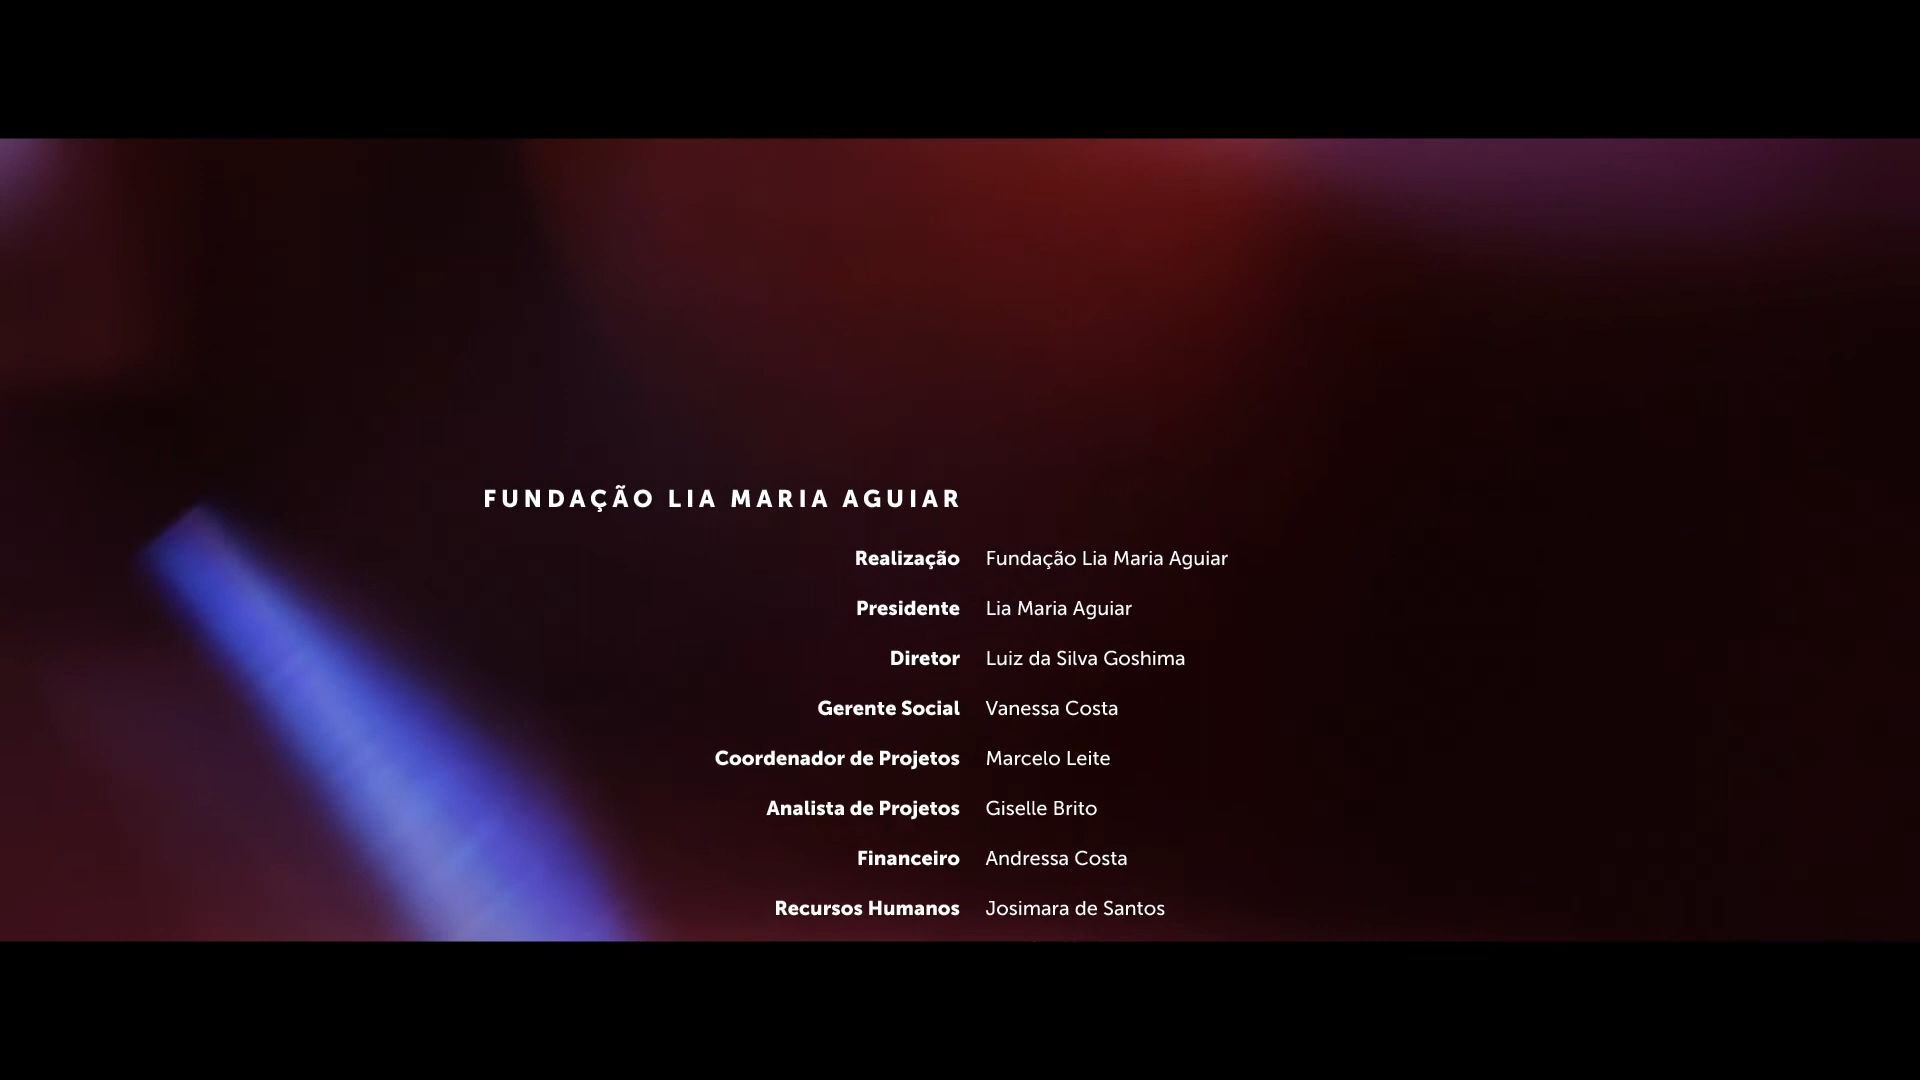 FUNDAÇÃO LIA MARIA AGUIAR
Realização Fundação Lia Maria Aguiar
Presidente Lia Maria Aguiar
Diretor Luiz da Silva Goshima
Gerente Social Vanessa Costa
Coordenador de Projetos Marcelo Leite
Analista de Projetos Giselle Brito
Financeiro Andressa Costa
Recursos Humanos Josimara de Santos